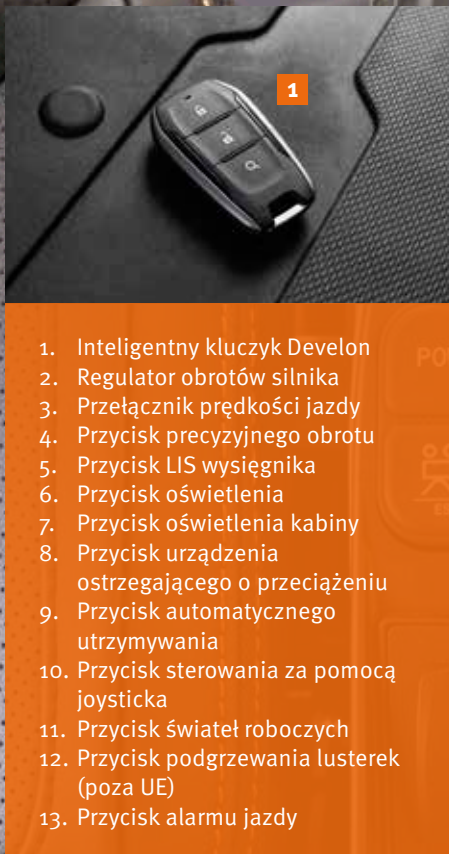 1
1. Inteligentny kluczyk Develon
2. Regulator obrotów silnika
3. Przełącznik prędkości jazdy
4. Przycisk precyzyjnego obrotu
5. Przycisk LIS wysięgnika
6. Przycisk oświetlenia
7. Przycisk oświetlenia kabiny
8. Przycisk urządzenia
ostrzegającego o przeciążeniu
9. Przycisk automatycznego
utrzymywania
10. Przycisk sterowania za pomocą
joysticka
11. Przycisk świateł roboczych
12. Przycisk podgrzewania lusterek
(poza UE)
13. Przycisk alarmu jazdy